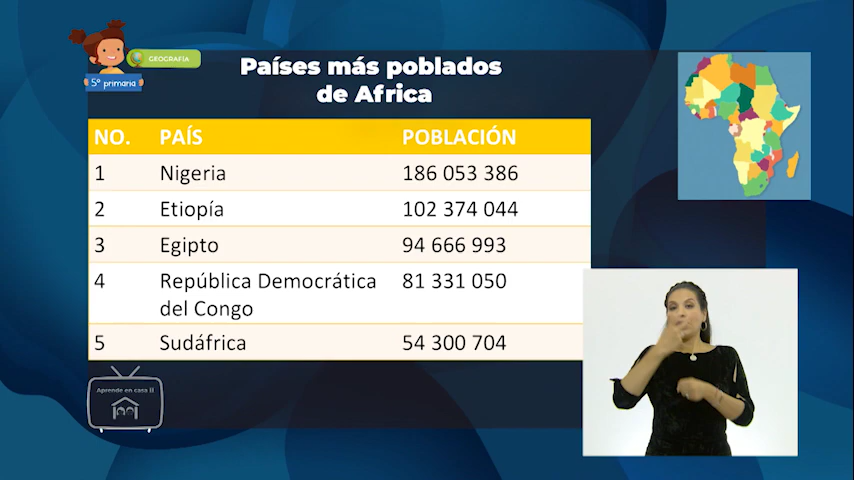 GEOGRAFÍA
5° primaria
Países más poblados
de Africa
NO. PAÍS POBLACIÓN
1 Nigeria 186 053 386
2 Etiopía 102 374 044
3 Egipto 94 666 993
4 República Democrática 81 331 050
del Congo
5 Sudáfrica 54 300 704
Aprende en casa II